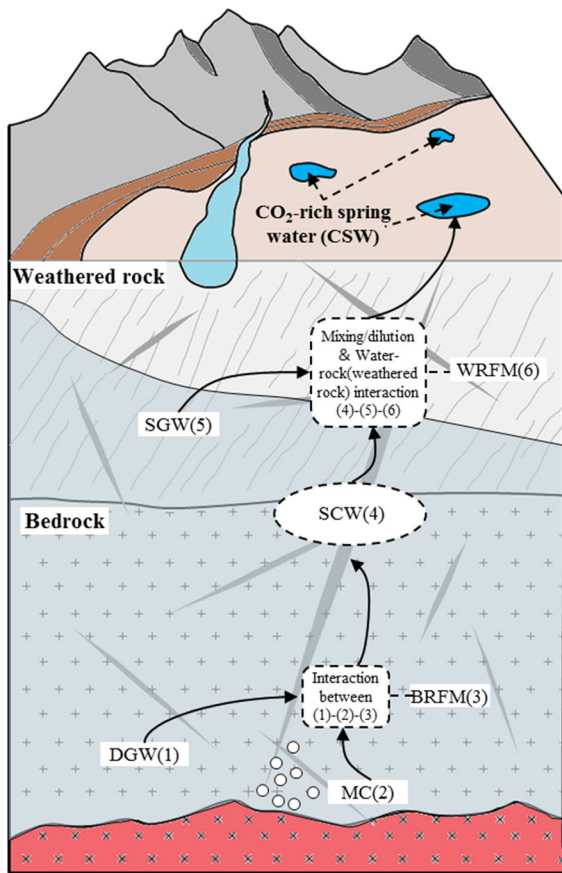 CO₂-rich spring
water (CSW)
Weathered rock
Mixing/dilution
& Water-
rock(weathered
rock) interaction
(4)-(5)-(6)
WRFM(6)
SGW(5)
SCW(4)
Bedrock
Interaction
between
(1)-(2)-(3)
BRFM(3)
DGW(1)
MC(2)